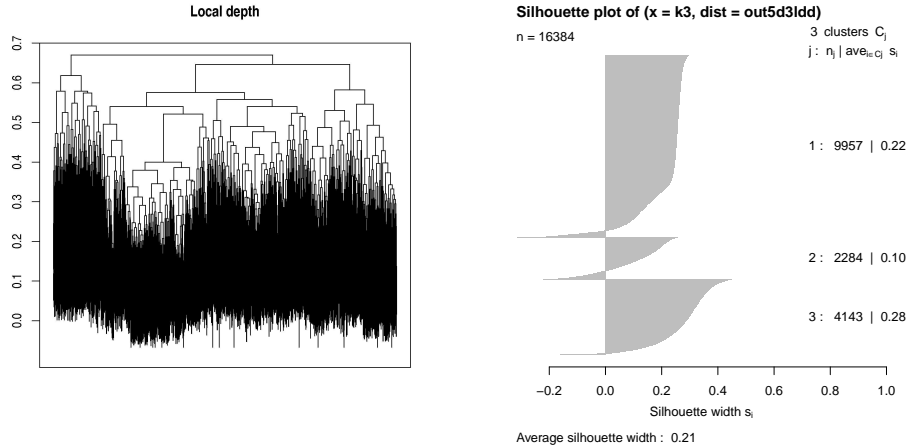 Local depth
0.7
0.6
0.5
0.4
0.3
0.2
0.1
0.0
Silhouette plot of (x = k3, dist = out5d3ldd)
n = 16384
3 clusters Cj
j : nj | avei∈Cj si
1 : 9957 | 0.22
2 : 2284 | 0.10
3 : 4143 | 0.28
−0.2 0.0 0.2 0.4 0.6 0.8 1.0
Silhouette width si
Average silhouette width : 0.21